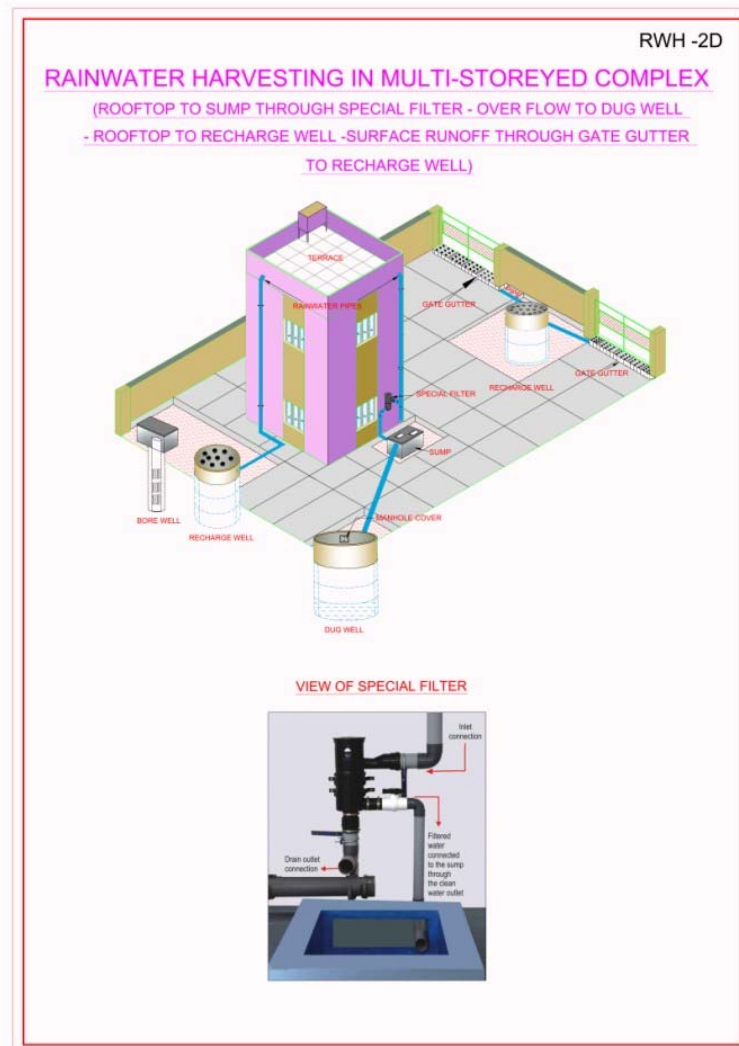 RWH -2D
RAINWATER HARVESTING IN MULTI-STOREYED COMPLEX
(ROOFTOP TO SUMP THROUGH SPECIAL FILTER - OVER FLOW TO DUG WELL
- ROOFTOP TO RECHARGE WELL -SURFACE RUNOFF THROUGH GATE GUTTER
TO RECHARGE WELL)
TERRACE
RAINWATER PIPES
GATE GUTTER
RECHARGE WELL
GATE GUTTER
SPECIAL FILTER
SUMP
BORE WELL
RECHARGE WELL
MANHOLE COVER
DUG WELL
VIEW OF SPECIAL FILTER
Inlet
connection
Drain outlet
connection
Filtered
water
connected
to the sump
through
the clean
water outlet